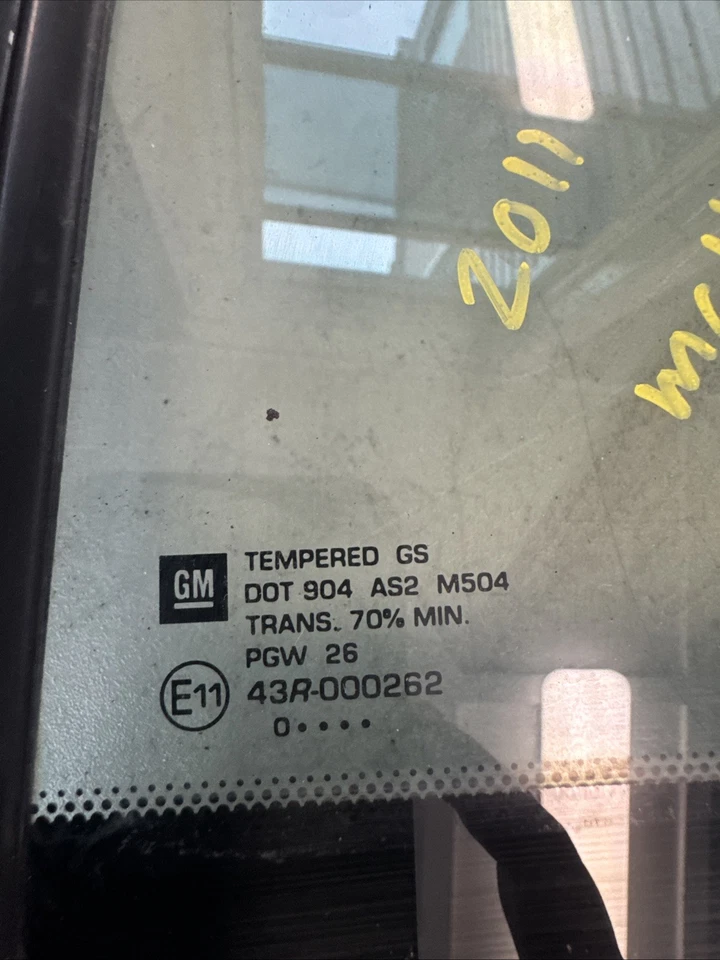 2011
GM
TEMPERED GS
DOT 904 AS2 M504
TRANS. 70% MIN.
PGW 26
E11
43R-000262
0••••